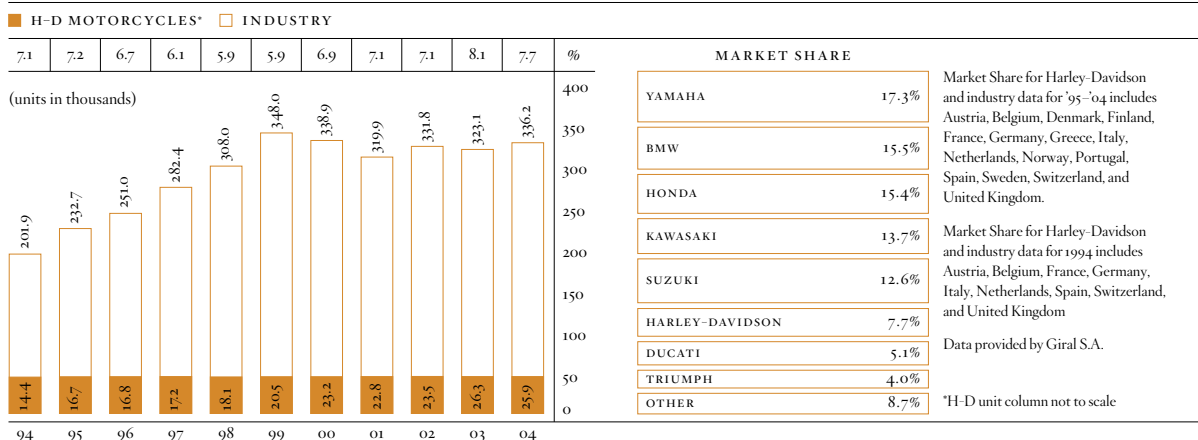 H-D MOTORCYCLES* INDUSTRY
7.1 7.2 6.7 6.1 5.9 5.9 6.9 7.1 7.1 8.1 7.7 %
(units in thousands)
400
350
300
250
200
150
100
50
0
201.9 232.7 251.0 282.4 308.0 348.0 338.9 319.9 331.8 323.1 336.2
14.4 16.7 16.8 17.2 18.1 20.5 23.2 22.8 23.5 26.3 25.9
94 95 96 97 98 99 00 01 02 03 04
MARKET SHARE
YAMAHA 17.3%
BMW 15.5%
HONDA 15.4%
KAWASAKI 13.7%
SUZUKI 12.6%
HARLEY-DAVIDSON 7.7%
DUCATI 5.1%
TRIUMPH 4.0%
OTHER 8.7%
Market Share for Harley-Davidson
and industry data for ’95–’04 includes
Austria, Belgium, Denmark, Finland,
France, Germany, Greece, Italy,
Netherlands, Norway, Portugal,
Spain, Sweden, Switzerland, and
United Kingdom.
Market Share for Harley-Davidson
and industry data for 1994 includes
Austria, Belgium, France, Germany,
Italy, Netherlands, Spain, Switzerland,
and United Kingdom
Data provided by Giral S.A.
*H-D unit column not to scale